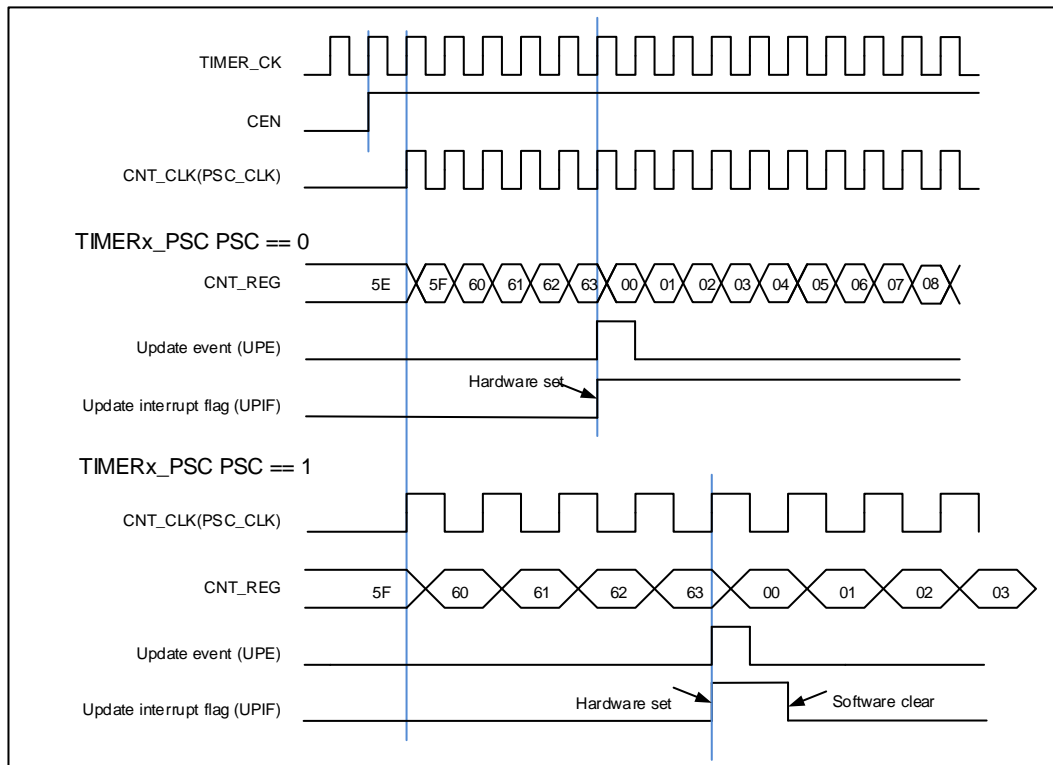 TIMER_CK
CEN
CNT_CLK(PSC_CLK)
TIMERx_PSC PSC == 0
CNT_REG 5E 5F 60 61 62 63 00 01 02 03 04 05 06 07 08
Update event (UPE)
Hardware set
Update interrupt flag (UPIF)
TIMERx_PSC PSC == 1
CNT_CLK(PSC_CLK)
CNT_REG 5F 60 61 62 63 00 01 02 03
Update event (UPE)
Hardware set Software clear
Update interrupt flag (UPIF)